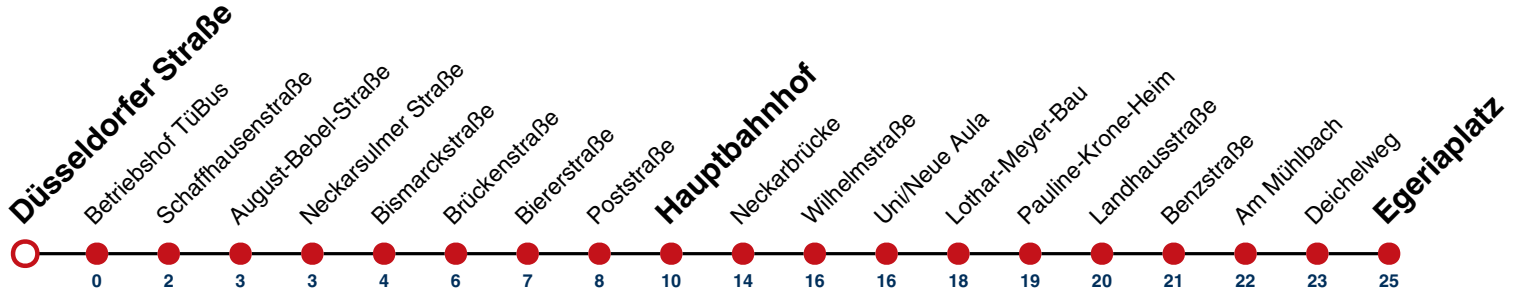 Düsseldorfer Straße
Betriebshof TüBus
Schaffhausenstraße
August-Bebel-Straße
Neckarsulmer Straße
Bismarckstraße
Brückenstraße
Biererstraße
Poststraße
Hauptbahnhof
Neckarbrücke
Wilhelmstraße
Uni/Neue Aula
Lothar-Meyer-Bau
Pauline-Krone-Heim
Landhausstraße
Benzstraße
Am Mühlbach
Deichelweg
Egeriaplatz
0 2 3 3 4 6 7 8 10 14 16 16 18 19 20 21 22 23 25